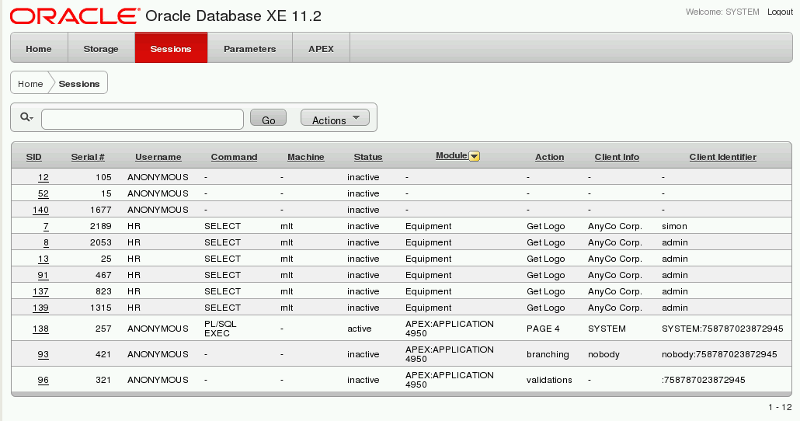 ORACLE Oracle Database XE 11.2 Welcome: SYSTEM Logout
Home Storage Sessions Parameters APEX
Home Sessions
Go Actions
SID Serial # Username Command Machine Status Module Action Client Info Client Identifier
12 105 ANONYMOUS - - inactive - - - -
52 15 ANONYMOUS - - inactive - - - -
140 1677 ANONYMOUS - - inactive - - - -
7 2189 HR SELECT mlt inactive Equipment Get Logo AnyCo Corp. simon
8 2053 HR SELECT mlt inactive Equipment Get Logo AnyCo Corp. admin
13 25 HR SELECT mlt inactive Equipment Get Logo AnyCo Corp. admin
91 467 HR SELECT mlt inactive Equipment Get Logo AnyCo Corp. admin
137 823 HR SELECT mlt inactive Equipment Get Logo AnyCo Corp. admin
139 1315 HR SELECT mlt inactive Equipment Get Logo AnyCo Corp. admin
138 257 ANONYMOUS PL/SQL EXEC - active APEX:APPLICATION 4950 PAGE 4 SYSTEM SYSTEM:758787023872945
93 421 ANONYMOUS - - inactive APEX:APPLICATION 4950 branching nobody nobody:758787023872945
96 321 ANONYMOUS - - inactive APEX:APPLICATION 4950 validations - :758787023872945
1 - 12